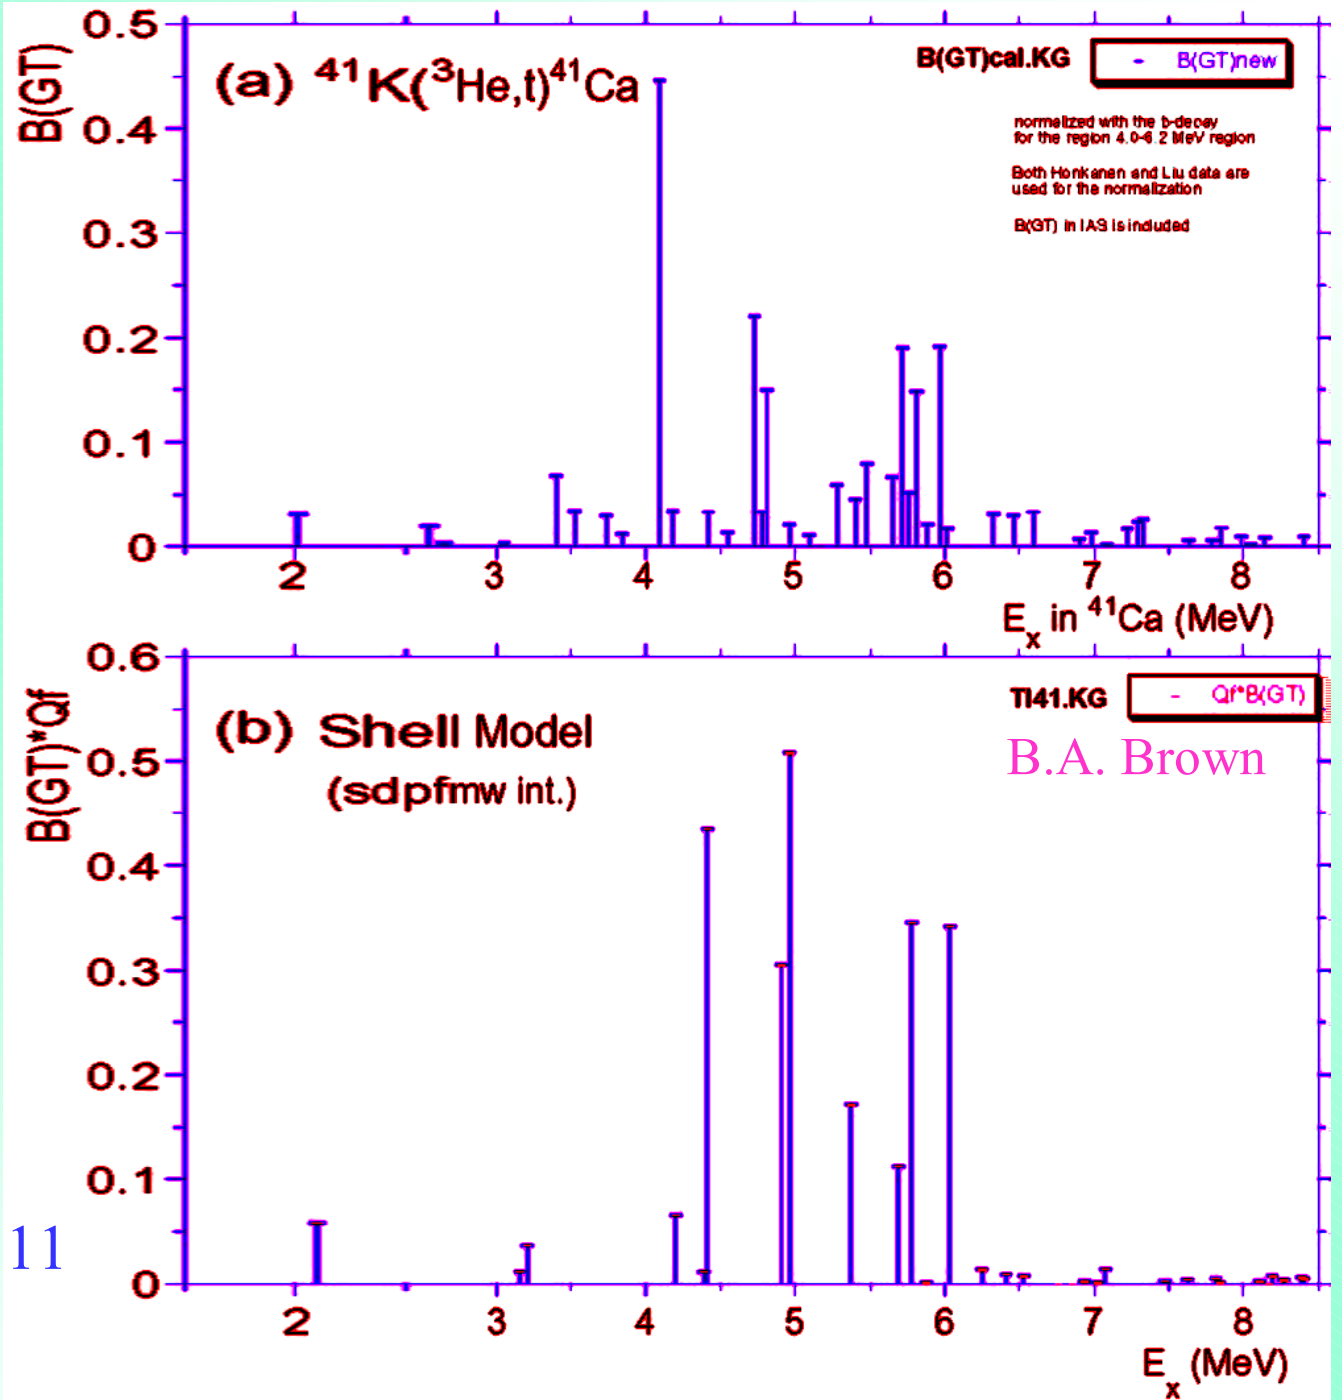 0.5
B(GT)
(a) ⁴¹K(³He,t)⁴¹Ca
B(GT)cal.KG
B(GT)new
normalized with the b-decay
for the region 4.0-6.2 MeV region
Both Honkanen and Liu data are
used for the normalization
B(GT) in IAS is included
0.4
0.3
0.2
0.1
0
2 3 4 5 6 7 8
Eₓ in ⁴¹Ca (MeV)
0.6
B(GT)*Qf
(b) Shell Model
(sdpfmw int.)
TI41.KG
Qf*B(GT)
B.A. Brown
0.5
0.4
0.3
0.2
0.1
11
0
2 3 4 5 6 7 8
Eₓ (MeV)